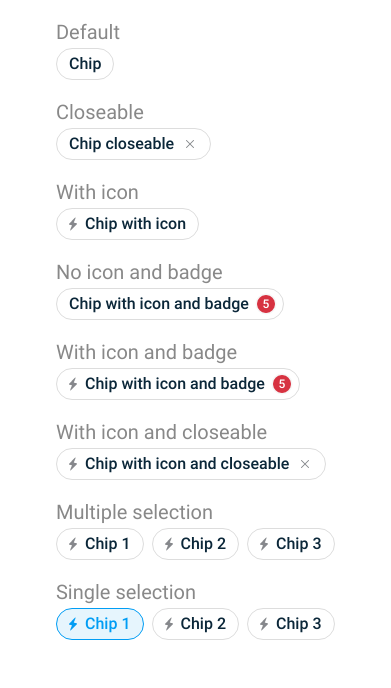 Default
Chip
Closeable
Chip closeable
With icon
Chip with icon
No icon and badge
Chip with icon and badge 5
With icon and badge
Chip with icon and badge 5
With icon and closeable
Chip with icon and closeable
Multiple selection
Chip 1 Chip 2 Chip 3
Single selection
Chip 1 Chip 2 Chip 3